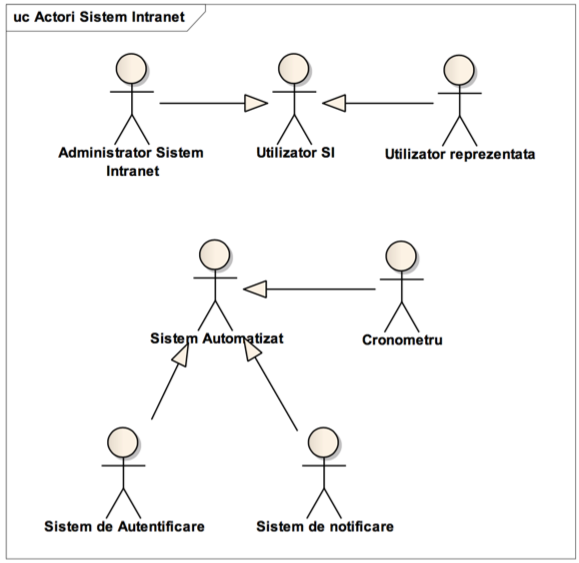 uc Actori Sistem Intranet
Administrator Sistem
Intranet
Utilizator SI
Utilizator reprezentata
Sistem Automatizat
Cronometru
Sistem de Autentificare
Sistem de notificare